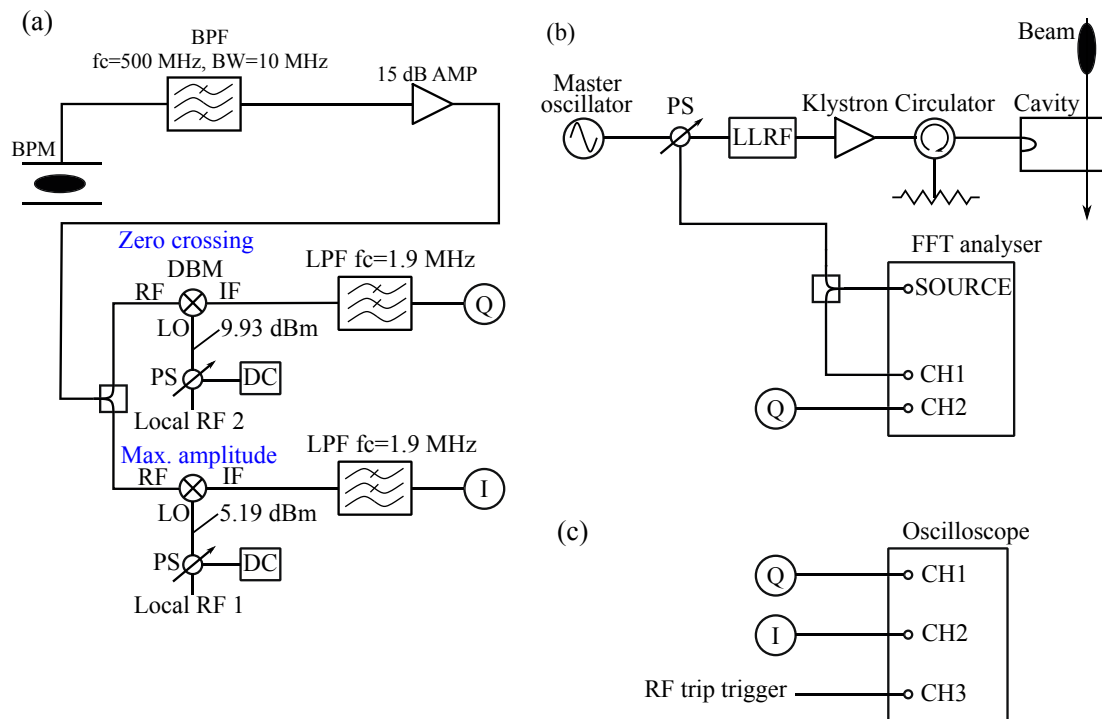 (a)
BPF
fc=500 MHz, BW=10 MHz
15 dB AMP
BPM
Zero crossing
DBM
LPF fc=1.9 MHz
RF
IF
Q
LO
9.93 dBm
PS
DC
Local RF 2
Max. amplitude
LPF fc=1.9 MHz
RF
IF
I
LO
5.19 dBm
PS
DC
Local RF 1
(b)
Beam
Master
oscillator
PS
Klystron
Circulator
Cavity
LLRF
FFT analyser
SOURCE
CH1
Q
CH2
(c)
Oscilloscope
Q
CH1
I
CH2
RF trip trigger
CH3